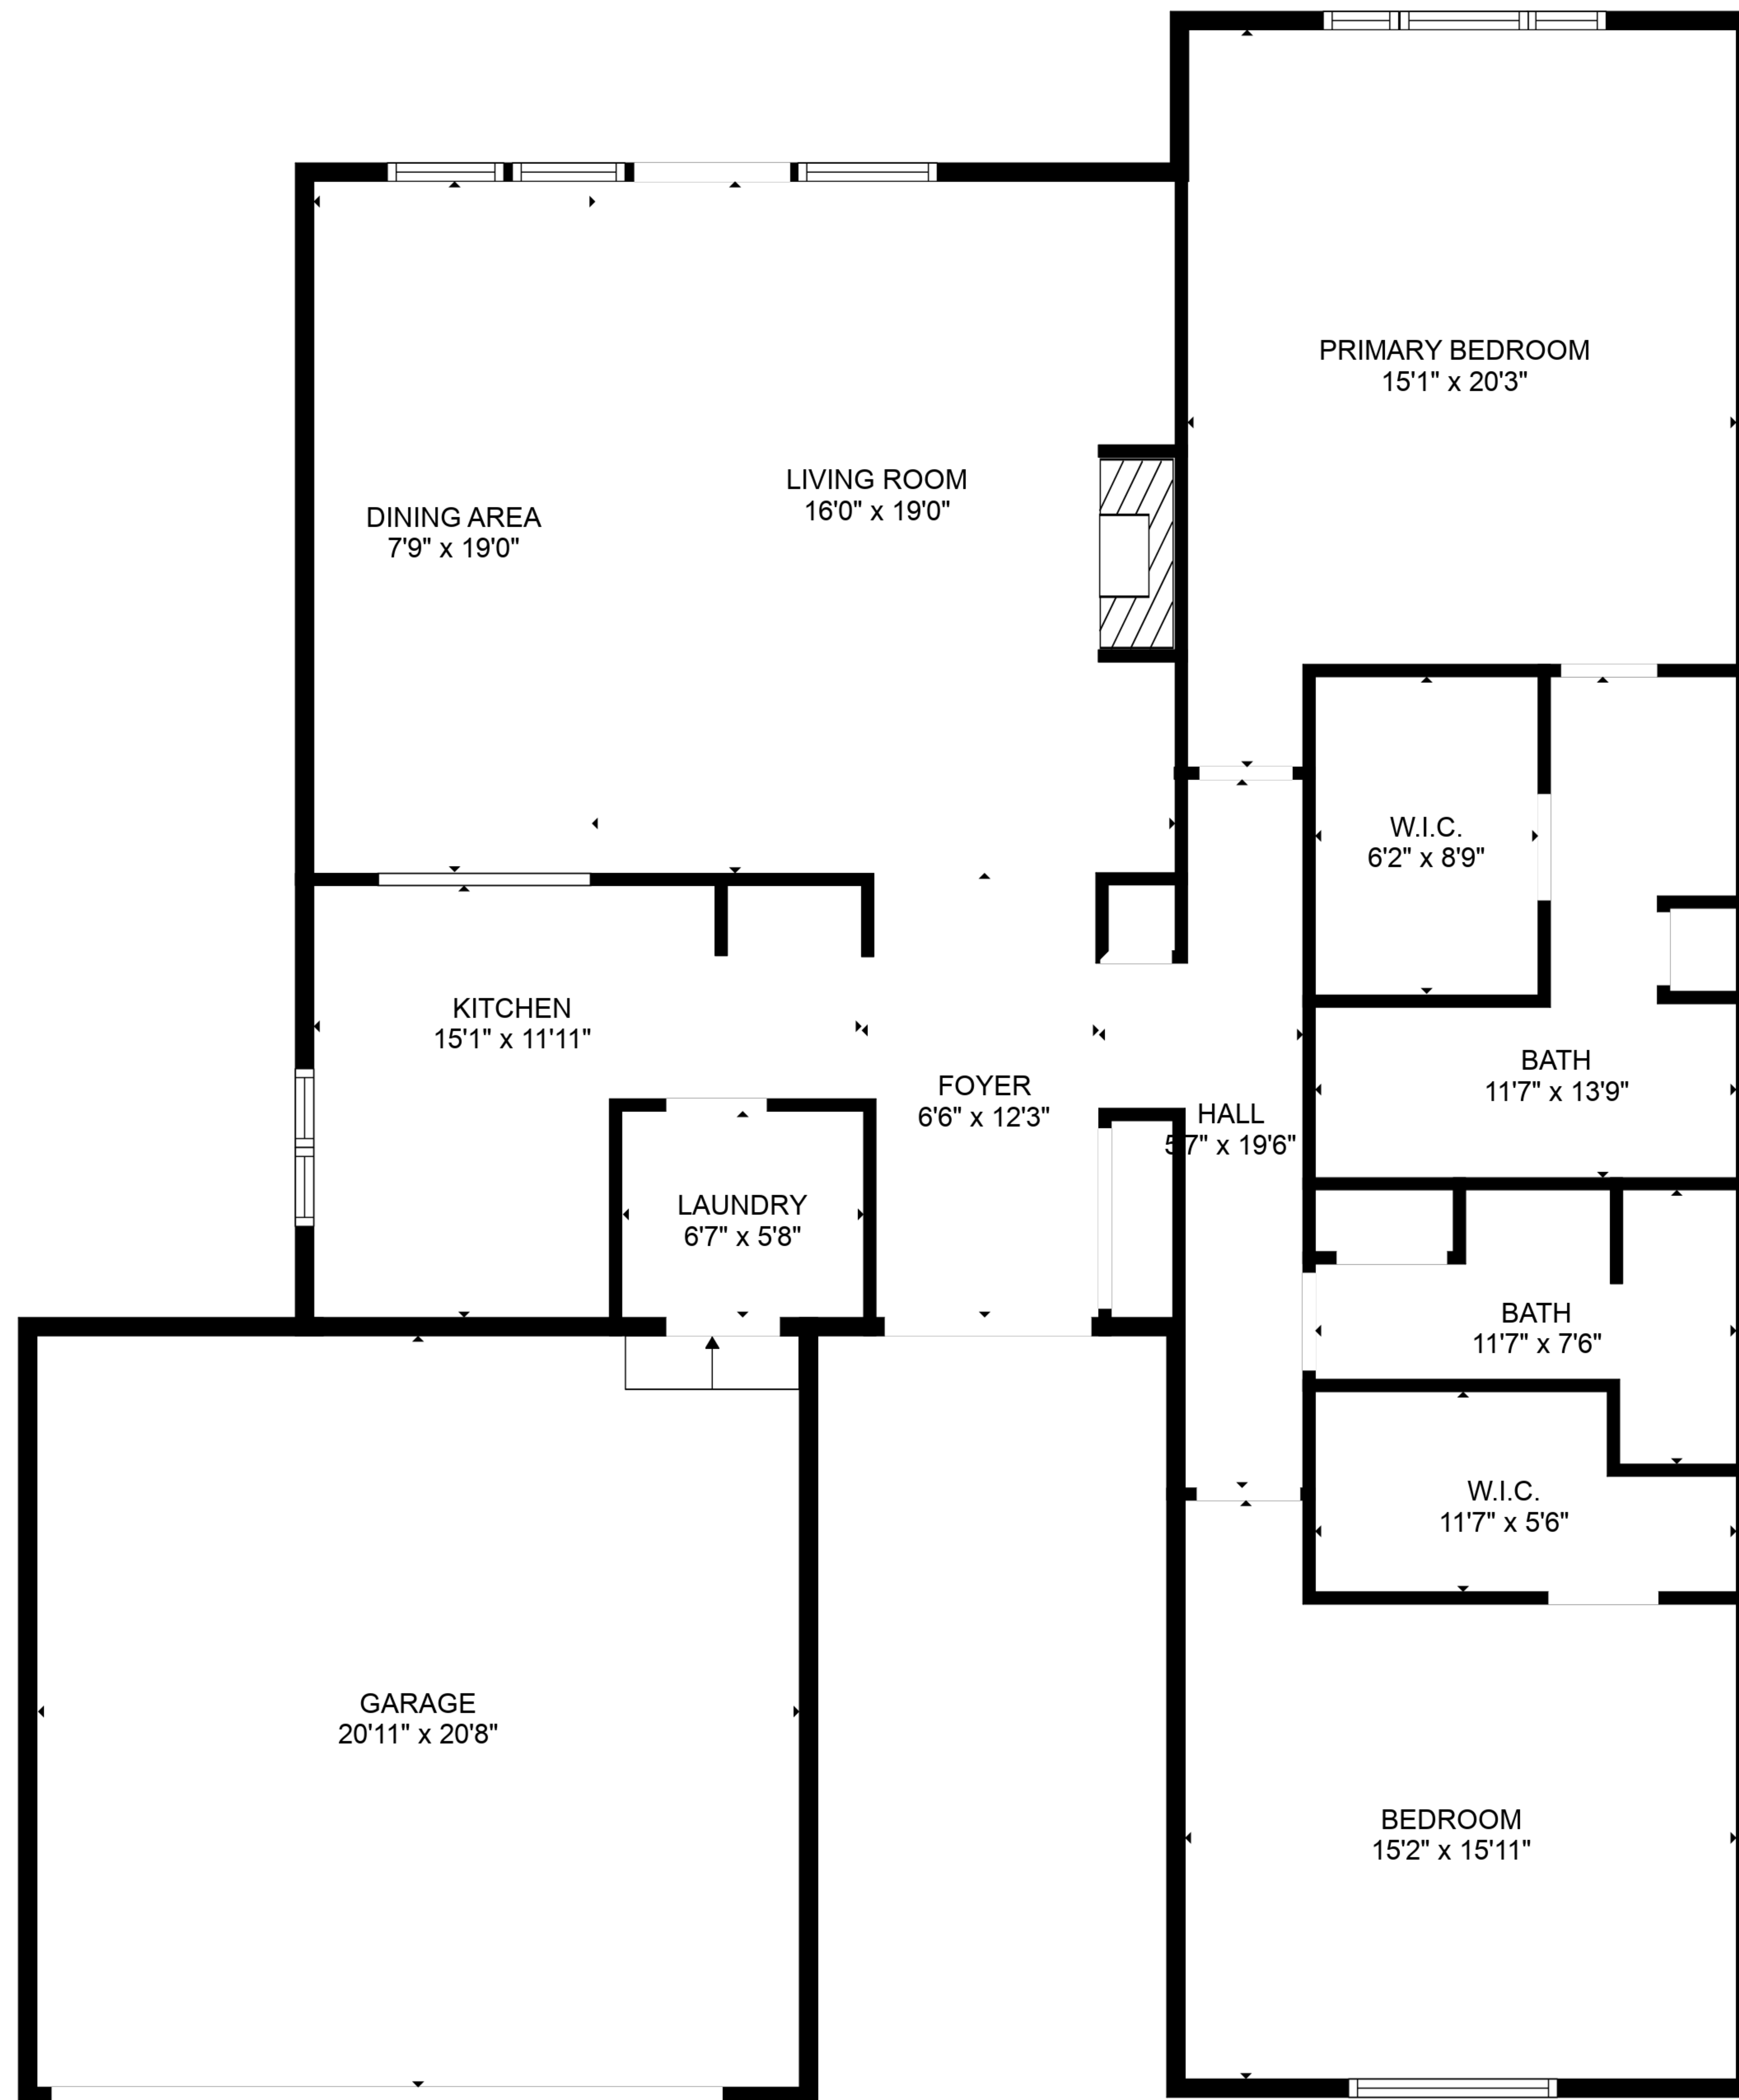 PRIMARY BEDROOM
15'1" x 20'3"
LIVING ROOM
16'0" x 19'0"
DINING AREA
7'9" x 19'0"
W.I.C.
6'2" x 8'9"
KITCHEN
15'1" x 11'11"
BATH
11'7" x 13'9"
FOYER
6'6" x 12'3"
HALL
5'7" x 19'6"
LAUNDRY
6'7" x 5'8"
BATH
11'7" x 7'6"
W.I.C.
11'7" x 5'6"
GARAGE
20'11" x 20'8"
BEDROOM
15'2" x 15'11"